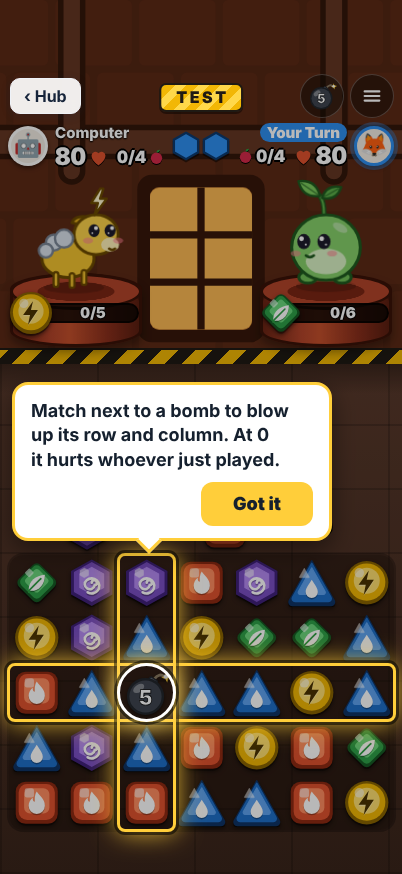 ‹ Hub
TEST
5
Computer
80
0/4
Your Turn
0/4
80
0/5
0/6
Match next to a bomb to blow
up its row and column. At 0
it hurts whoever just played.
Got it
5